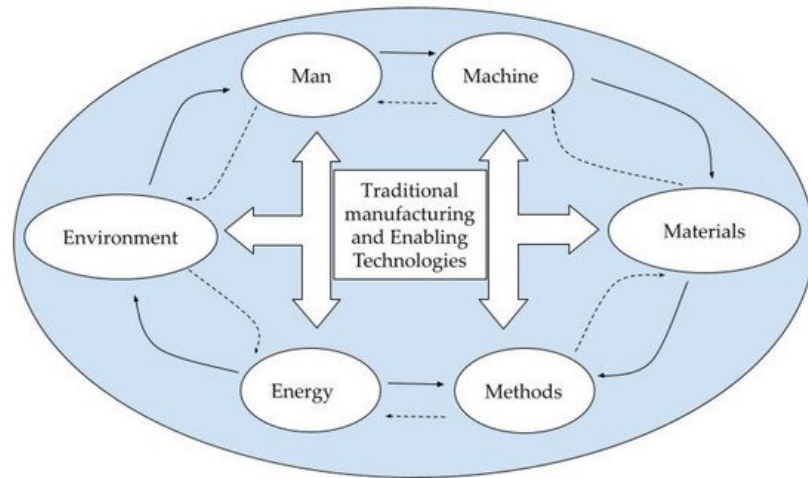 Man
Machine
Traditional
manufacturing
and Enabling
Technologies
Environment
Materials
Energy
Methods